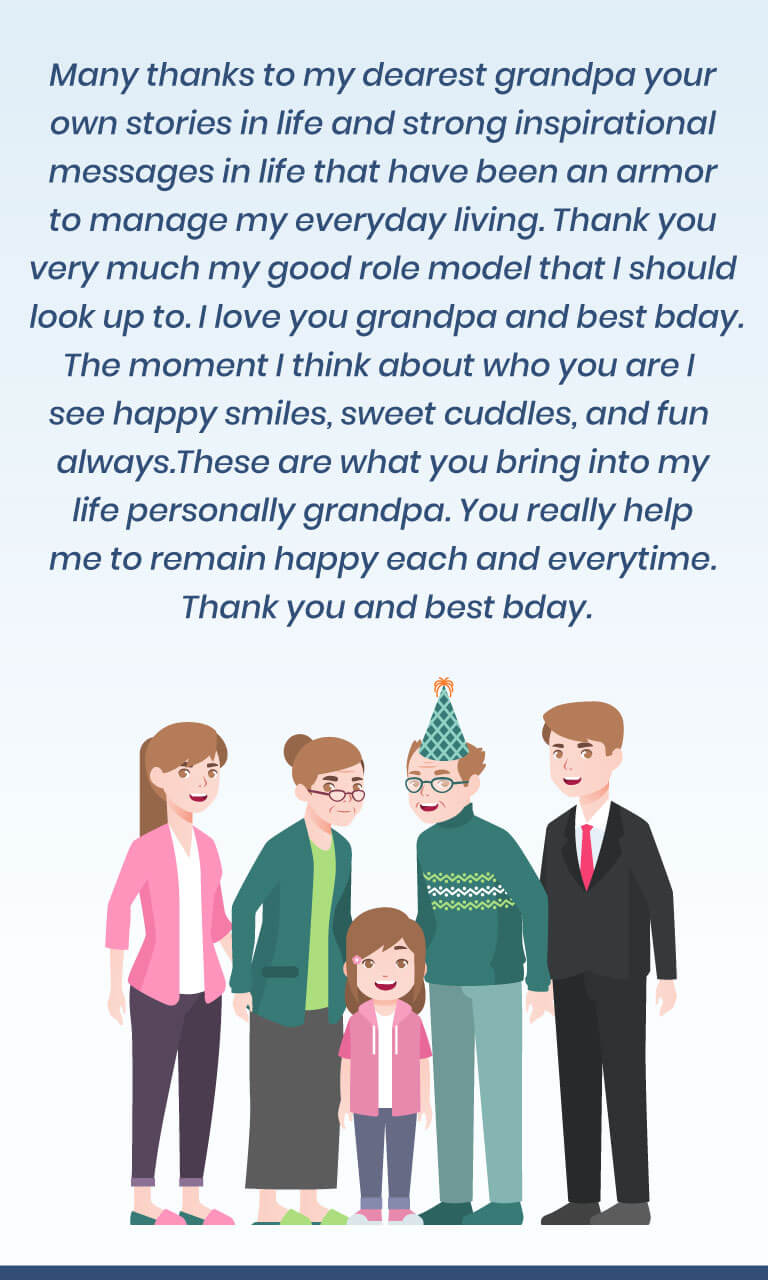 Many thanks to my dearest grandpa your
own stories in life and strong inspirational
messages in life that have been an armor
to manage my everyday living. Thank you
very much my good role model that I should
look up to. I love you grandpa and best bday.
The moment I think about who you are I
see happy smiles, sweet cuddles, and fun
always.These are what you bring into my
life personally grandpa. You really help
me to remain happy each and everytime.
Thank you and best bday.